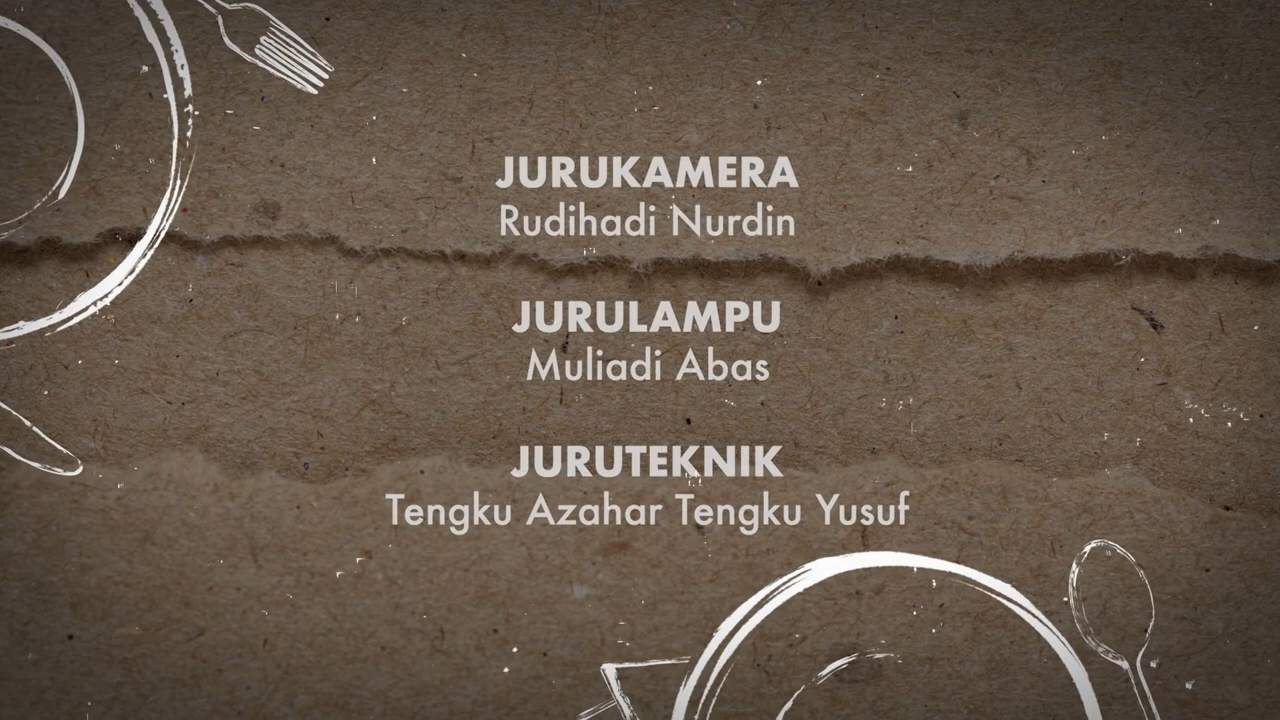 JURUKAMERA
Rudihadi Nurdin
JURULAMPU
Muliadi Abas
JURUTEKNIK
Tengku Azahar Tengku Yusuf